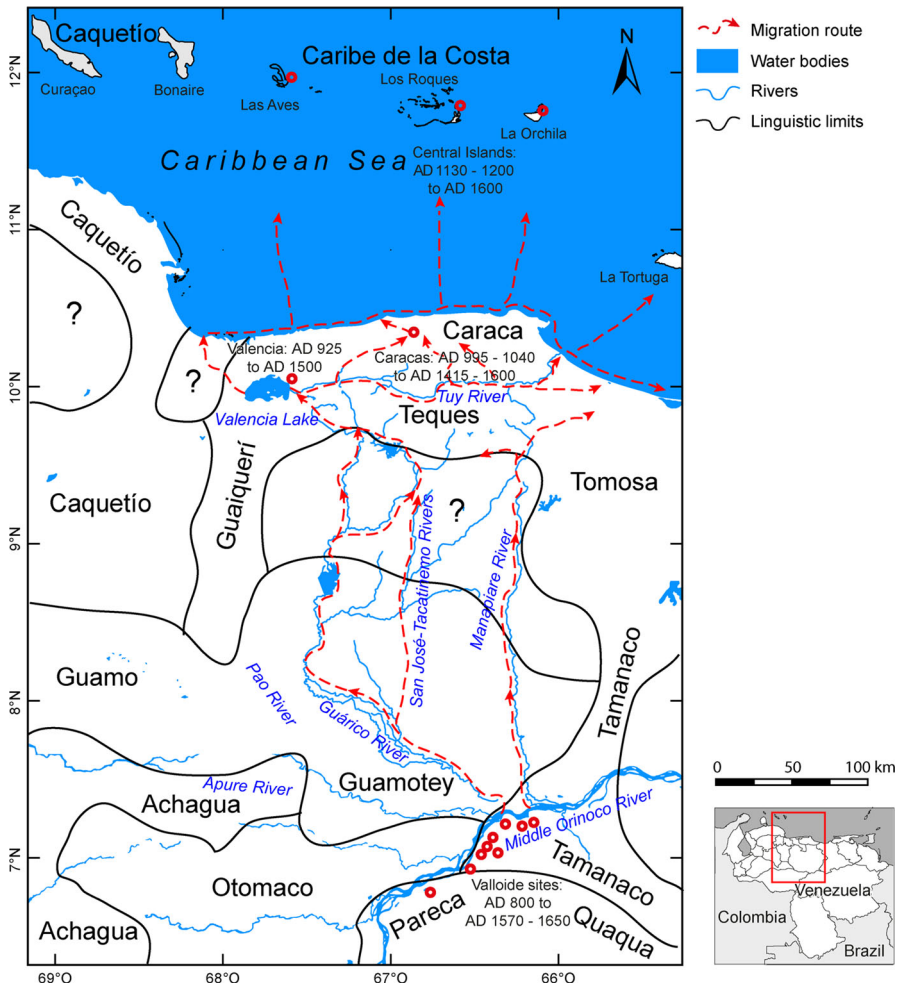 Caquetío
Caribe de la Costa
N
12°N
Curaçao
Bonaire
Las Aves
Los Roques
La Orchila
Caribbean Sea
Central Islands:
AD 1130 - 1200
to AD 1600
11°N
Caquetío
?
La Tortuga
?
Valencia: AD 925
to AD 1500
Caraca
Caracas: AD 995 - 1040
to AD 1415 - 1600
10°N
Valencia Lake
Tuy River
Teques
Caquetío
Guaiquerí
?
Tomosa
9°N
San José-Tacatinemo Rivers
Manapiare River
Guamo
Pao River
Guárico River
Tamanaco
8°N
Apure River
Achagua
Guamotey
Middle Orinoco River
7°N
Otomaco
Tamanaco
Valloide sites:
AD 800 to
AD 1570 - 1650
Pareca
Quaqua
Achagua
69°O
68°O
67°O
66°O
Migration route
Water bodies
Rivers
Linguistic limits
0 50 100 km
Venezuela
Colombia
Brazil